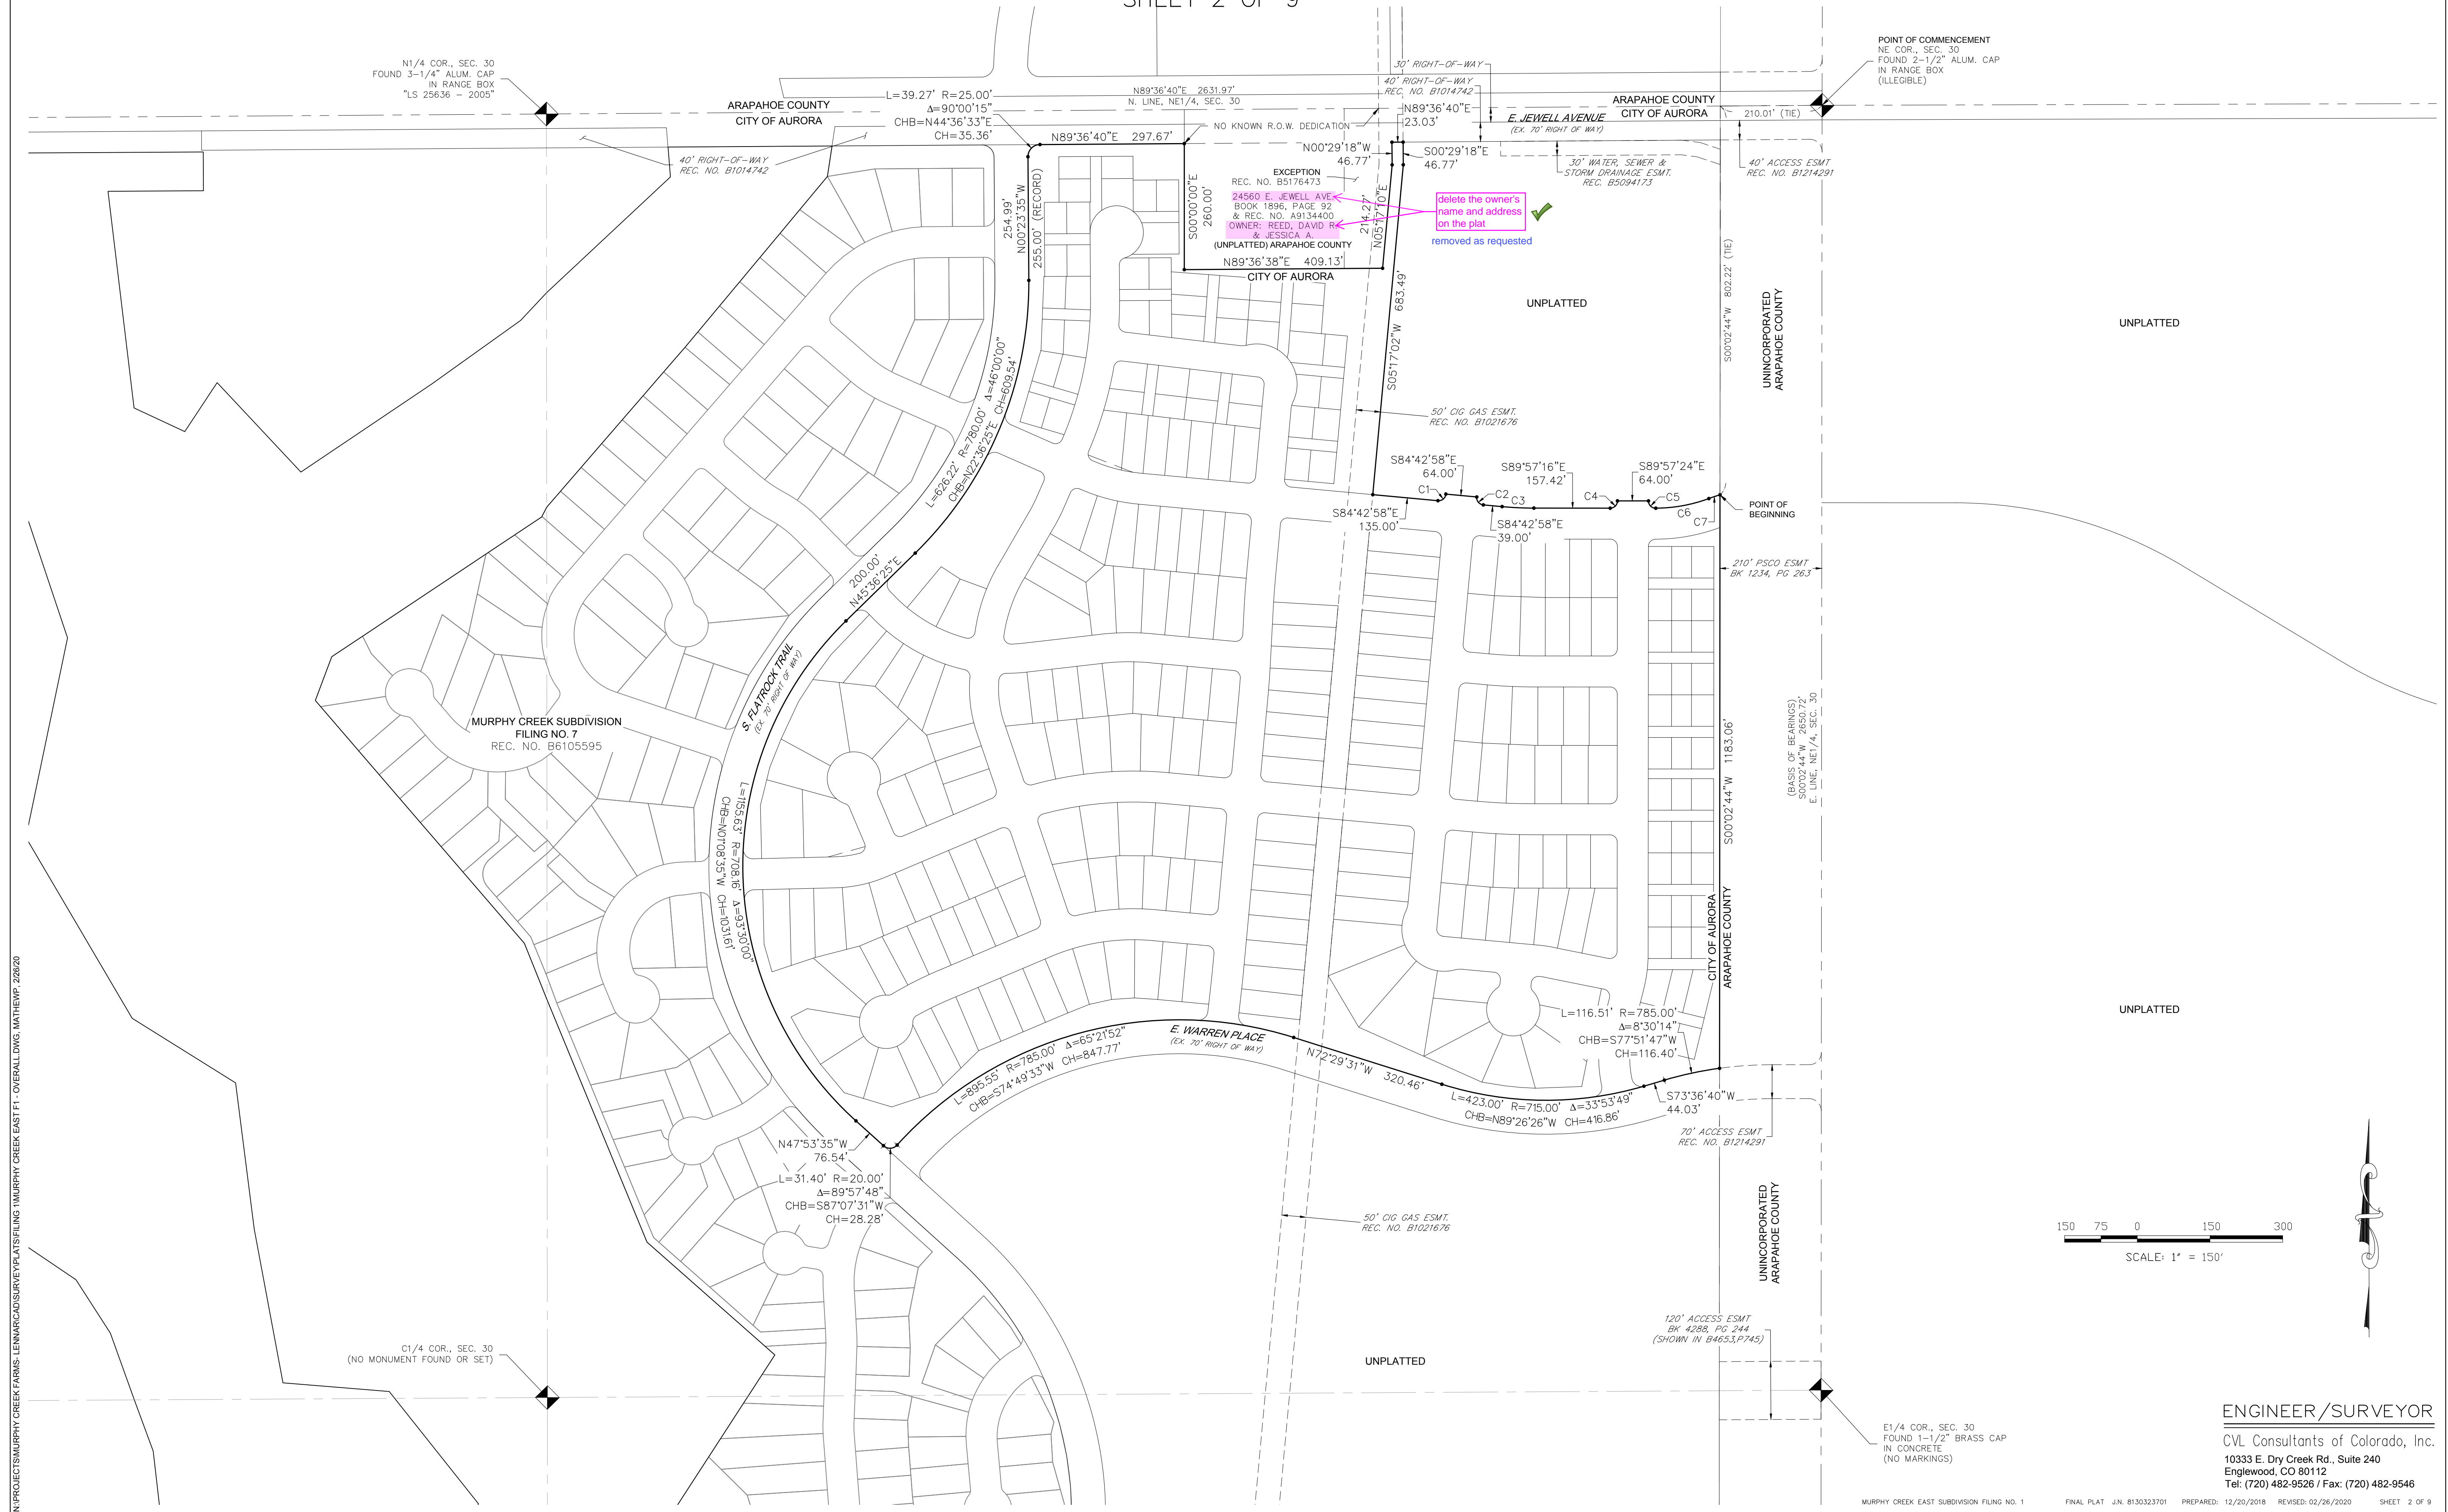 SHEET 2 OF 9
N1/4 COR., SEC. 30
FOUND 3-1/4" ALUM. CAP
IN RANGE BOX
"LS 25636 - 2005"
POINT OF COMMENCEMENT
NE COR., SEC. 30
FOUND 2-1/2" ALUM. CAP
IN RANGE BOX
(ILLEGIBLE)
30' RIGHT-OF-WAY
40' RIGHT-OF-WAY
REC. NO. B1014742
ARAPAHOE COUNTY
CITY OF AURORA
L=39.27' R=25.00'
Δ=90°00'15"
CHB=N44°36'33"E
CH=35.36'
N89°36'40"E 2631.97'
N. LINE, NE1/4, SEC. 30
N89°36'40"E
23.03'
E. JEWELL AVENUE
(EX. 70' RIGHT OF WAY)
ARAPAHOE COUNTY
CITY OF AURORA
210.01' (TIE)
N89°36'40"E 297.67'
NO KNOWN R.O.W. DEDICATION
40' RIGHT-OF-WAY
REC. NO. B1014742
N00°29'18"W
46.77'
S00°29'18"E
46.77'
30' WATER, SEWER &
STORM DRAINAGE ESMT.
REC. B5094173
40' ACCESS ESMT
REC. NO. B1214291
EXCEPTION
REC. NO. B5176473
24560 E. JEWELL AVE.
BOOK 1896, PAGE 92
& REC. NO. A9134400
OWNER: REED, DAVID R.
& JESSICA A.
(UNPLATTED) ARAPAHOE COUNTY
delete the owner's
name and address
on the plat
removed as requested
254.99'
N00°23'35"W
255.00' (RECORD)
S00°00'00"E
260.00'
214.27'
N05°17'10"E
N89°36'38"E 409.13'
CITY OF AURORA
S05°17'02"W 683.49'
UNPLATTED
S00°02'44"W 802.22' (TIE)
UNINCORPORATED
ARAPAHOE COUNTY
UNPLATTED
L=626.22' R=780.00' Δ=46°00'00"
CHB=N22°36'25"E CH=609.54'
50' CIG GAS ESMT.
REC. NO. B1021676
S84°42'58"E
64.00'
S89°57'16"E
157.42'
S89°57'24"E
64.00'
C1
C2
C3
C4
C5
C6
C7
S84°42'58"E
135.00'
S84°42'58"E
39.00'
POINT OF
BEGINNING
200.00'
N45°36'25"E
210' PSCO ESMT
BK 1234, PG 263
S. FLATROCK TRAIL
(EX. 70' RIGHT OF WAY)
MURPHY CREEK SUBDIVISION
FILING NO. 7
REC. NO. B6105595
(BASIS OF BEARINGS)
S00°02'44"W 2650.72'
E. LINE, NE1/4, SEC. 30
S00°02'44"W 1183.06'
L=1155.63' R=708.16' Δ=93°30'00"
CHB=N01°08'35"W CH=1031.61'
CITY OF AURORA
ARAPAHOE COUNTY
UNPLATTED
L=116.51' R=785.00'
Δ=8°30'14"
CHB=S77°51'47"W
CH=116.40'
E. WARREN PLACE
(EX. 70' RIGHT OF WAY)
L=895.55' R=785.00' Δ=65°21'52"
CHB=S74°49'33"W CH=847.77'
N72°29'31"W 320.46'
L=423.00' R=715.00' Δ=33°53'49"
CHB=N89°26'26"W CH=416.86'
S73°36'40"W
44.03'
70' ACCESS ESMT
REC. NO. B1214291
N47°53'35"W
76.54'
L=31.40' R=20.00'
Δ=89°57'48"
CHB=S87°07'31"W
CH=28.28'
50' CIG GAS ESMT.
REC. NO. B1021676
UNINCORPORATED
ARAPAHOE COUNTY
150 75 0 150 300
SCALE: 1" = 150'
120' ACCESS ESMT
BK 4288, PG 244
(SHOWN IN B4653,P745)
C1/4 COR., SEC. 30
(NO MONUMENT FOUND OR SET)
UNPLATTED
E1/4 COR., SEC. 30
FOUND 1-1/2" BRASS CAP
IN CONCRETE
(NO MARKINGS)
ENGINEER/SURVEYOR
CVL Consultants of Colorado, Inc.
10333 E. Dry Creek Rd., Suite 240
Englewood, CO 80112
Tel: (720) 482-9526 / Fax: (720) 482-9546
MURPHY CREEK EAST SUBDIVISION FILING NO. 1 FINAL PLAT J.N. 8130323701 PREPARED: 12/20/2018 REVISED: 02/26/2020 SHEET 2 OF 9
N:\PROJECTS\MURPHY CREEK FARMS- LENNAR\CAD\SURVEY\PLATS\FILING 1\MURPHY CREEK EAST F1 - OVERALL.DWG, MATHEWP, 2/26/20